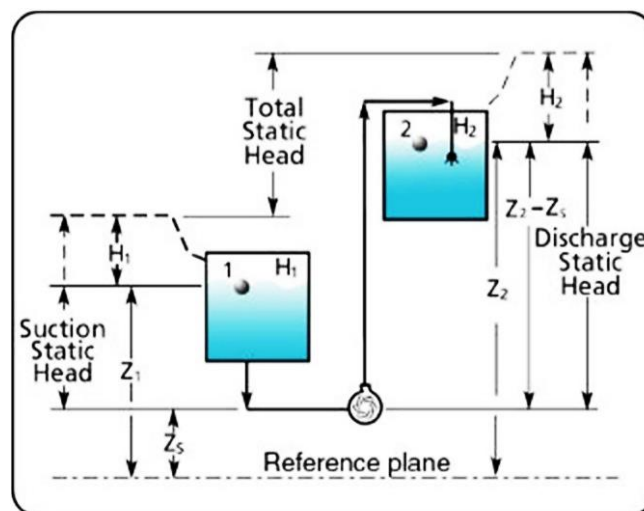 Total
Static
Head
H₂
2
H₂
Z₂-Zₛ
Discharge
Static
Head
Z₂
H₁
1
H₁
Suction
Static
Head
Z₁
Zₛ
Reference plane